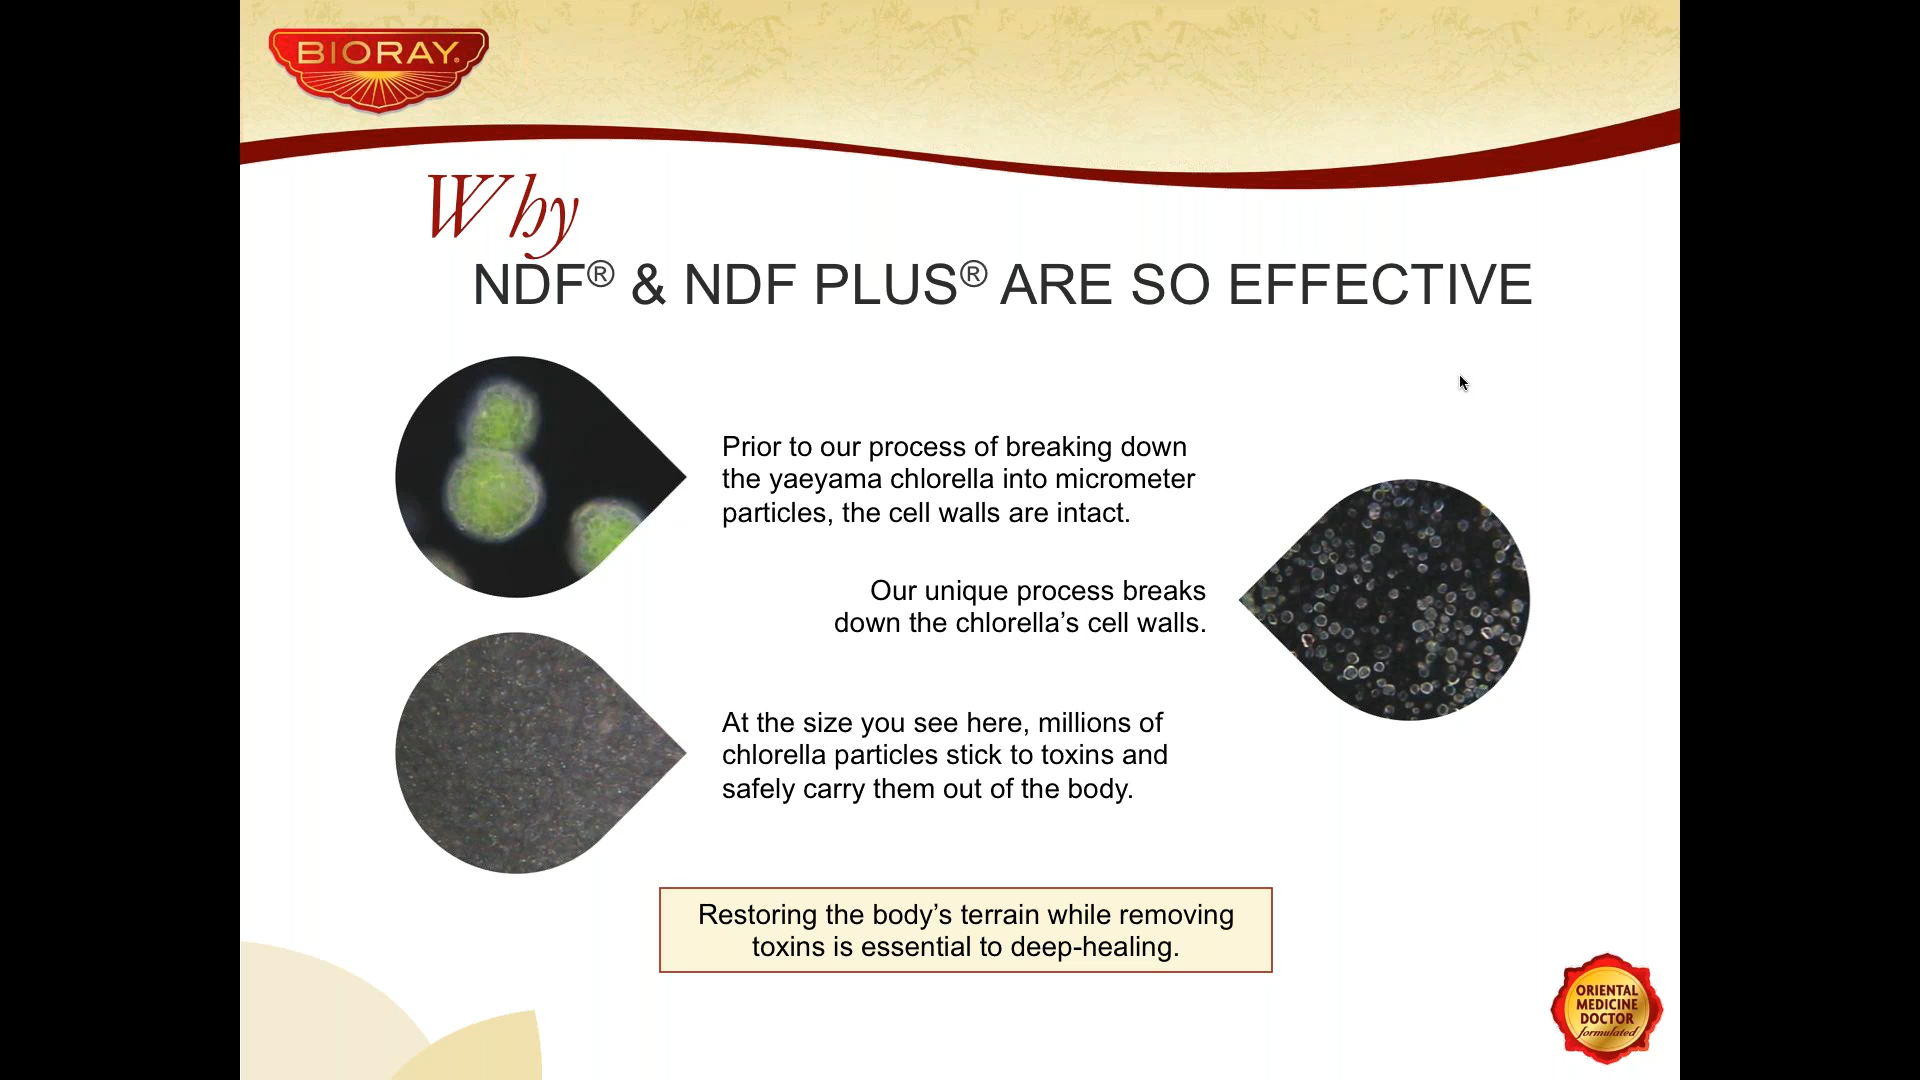 BIORAY®
Why
NDF® & NDF PLUS® ARE SO EFFECTIVE
Prior to our process of breaking down
the yaeyama chlorella into micrometer
particles, the cell walls are intact.
Our unique process breaks
down the chlorella’s cell walls.
At the size you see here, millions of
chlorella particles stick to toxins and
safely carry them out of the body.
Restoring the body’s terrain while removing
toxins is essential to deep-healing.
ORIENTAL
MEDICINE
DOCTOR
formulated